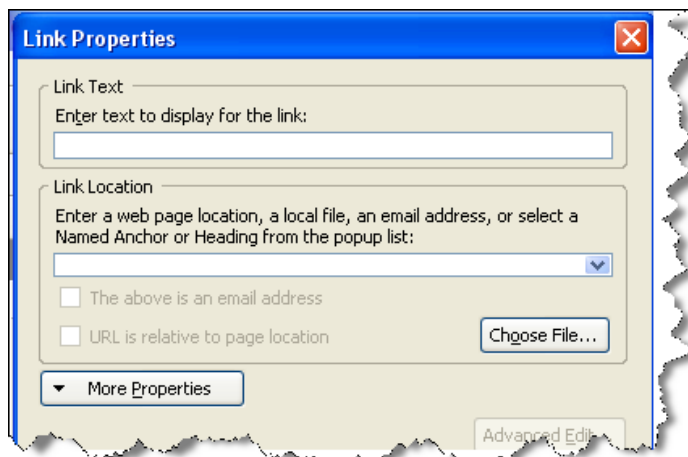 Link Properties
Link Text
Enter text to display for the link:
Link Location
Enter a web page location, a local file, an email address, or select a
Named Anchor or Heading from the popup list:
The above is an email address
URL is relative to page location
Choose File...
More Properties
Advanced Edit...